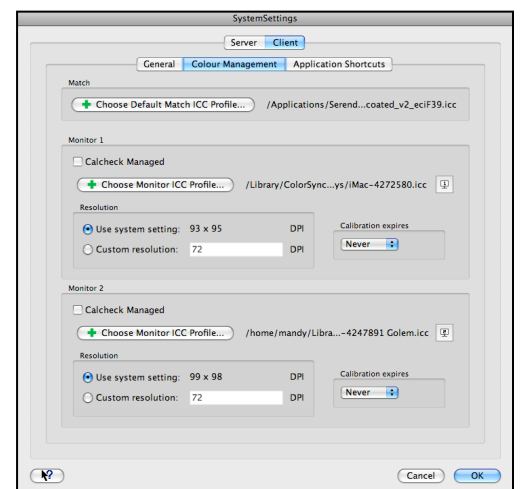 SystemSettings
Server Client
General Colour Management Application Shortcuts
Match
Choose Default Match ICC Profile... /Applications/Serend...coated_v2_eciF39.icc
Monitor 1
Calcheck Managed
Choose Monitor ICC Profile... /Library/ColorSync...ys/iMac-4272580.icc
Resolution
Use system setting: 93 x 95 DPI
Calibration expires
Never
Custom resolution: 72 DPI
Monitor 2
Calcheck Managed
Choose Monitor ICC Profile... /home/mandy/Libra...-4247891 Golem.icc
Resolution
Use system setting: 99 x 98 DPI
Calibration expires
Never
Custom resolution: 72 DPI
? Cancel OK